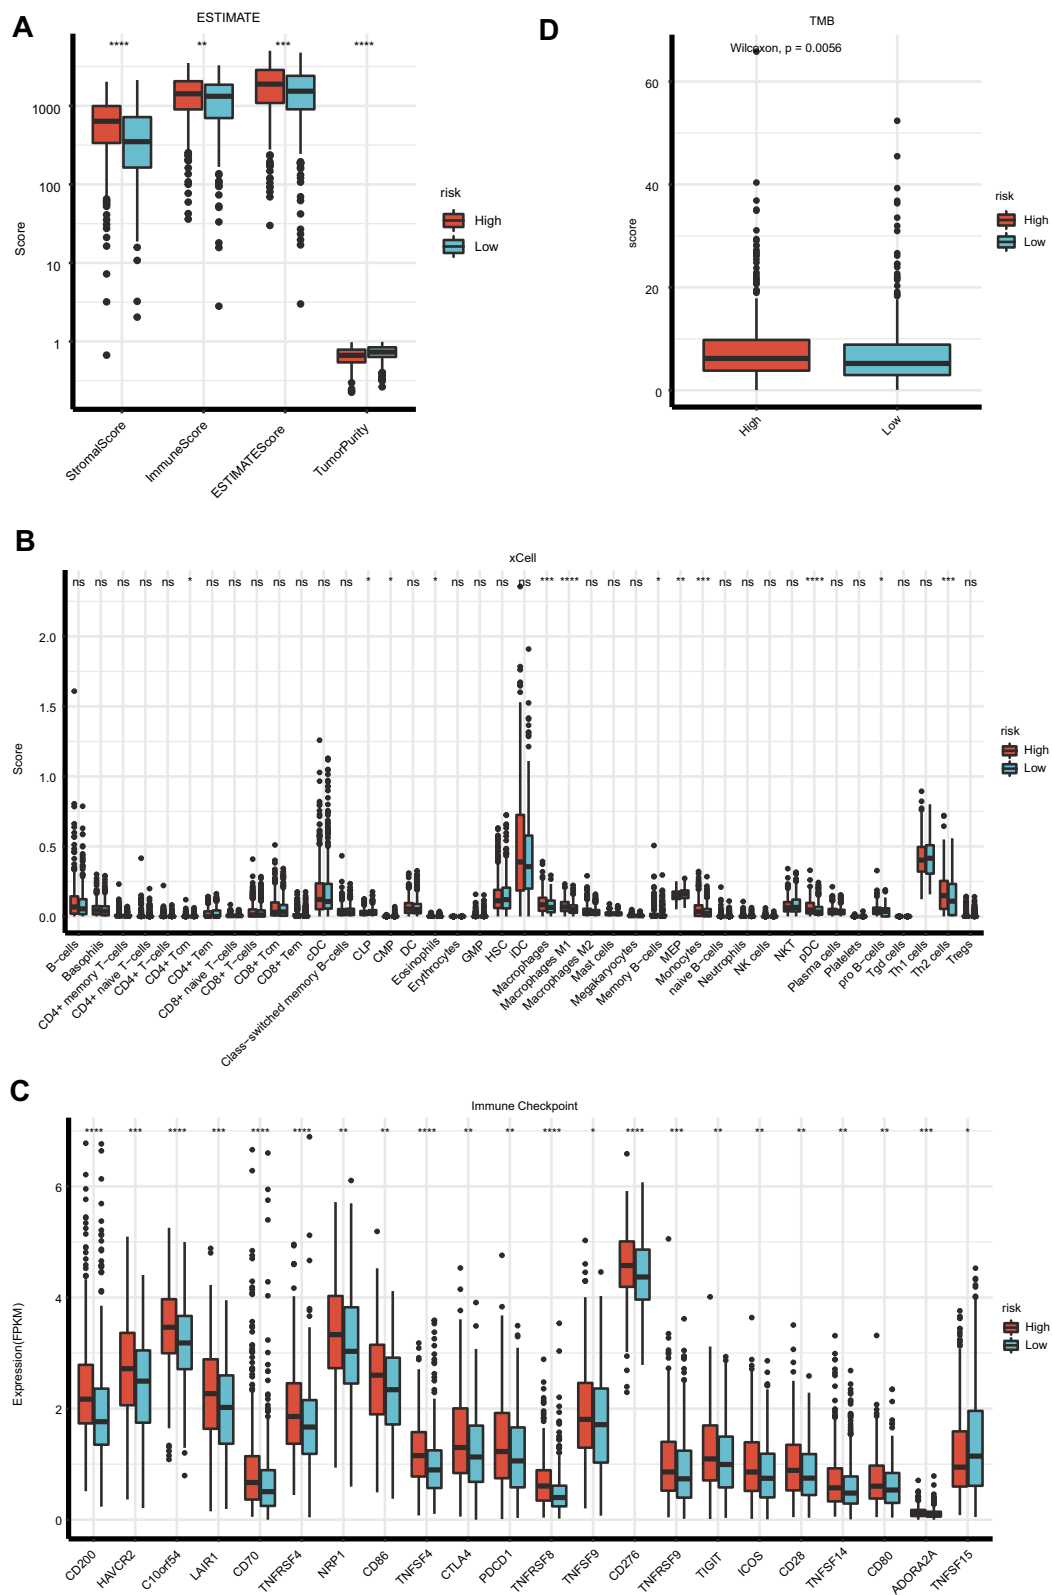 A
ESTIMATE
**** ** *** ****
1000
100
10
1
Score
risk
High
Low
StromalScore
ImmuneScore
ESTIMATEScore
TumorPurity
D
TMB
Wilcoxon, p = 0.0056
60
40
20
0
score
risk
High
Low
High
Low
B
xCell
ns ns ns ns ns * ns ns ns ns ns ns ns * * ns * ns ns ns ns *** **** ns ns ns * ** *** ns ns ns ns **** ns ns * ns ns *** ns
2.0
1.5
1.0
0.5
0.0
Score
risk
High
Low
B−cells
Basophils
CD4+ memory T−cells
CD4+ naive T−cells
CD4+ T−cells
CD4+ Tcm
CD4+ Tem
CD8+ naive T−cells
CD8+ T−cells
CD8+ Tcm
CD8+ Tem
cDC
Class−switched memory B−cells
CLP
CMP
DC
Eosinophils
Erythrocytes
GMP
HSC
iDC
Macrophages
Macrophages M1
Macrophages M2
Mast cells
Megakaryocytes
Memory B−cells
MEP
Monocytes
naive B−cells
Neutrophils
NK cells
NKT
pDC
Plasma cells
Platelets
pro B−cells
Tgd cells
Th1 cells
Th2 cells
Tregs
C
Immune Checkpoint
**** *** **** *** **** **** ** ** **** ** ** **** * **** *** ** ** ** ** ** *** *
6
4
2
0
Expression(FPKM)
risk
High
Low
CD200
HAVCR2
C10orf54
LAIR1
CD70
TNFRSF4
NRP1
CD86
TNFSF4
CTLA4
PDCD1
TNFRSF8
TNFSF9
CD276
TNFRSF9
TIGIT
ICOS
CD28
TNFSF14
CD80
ADORA2A
TNFSF15